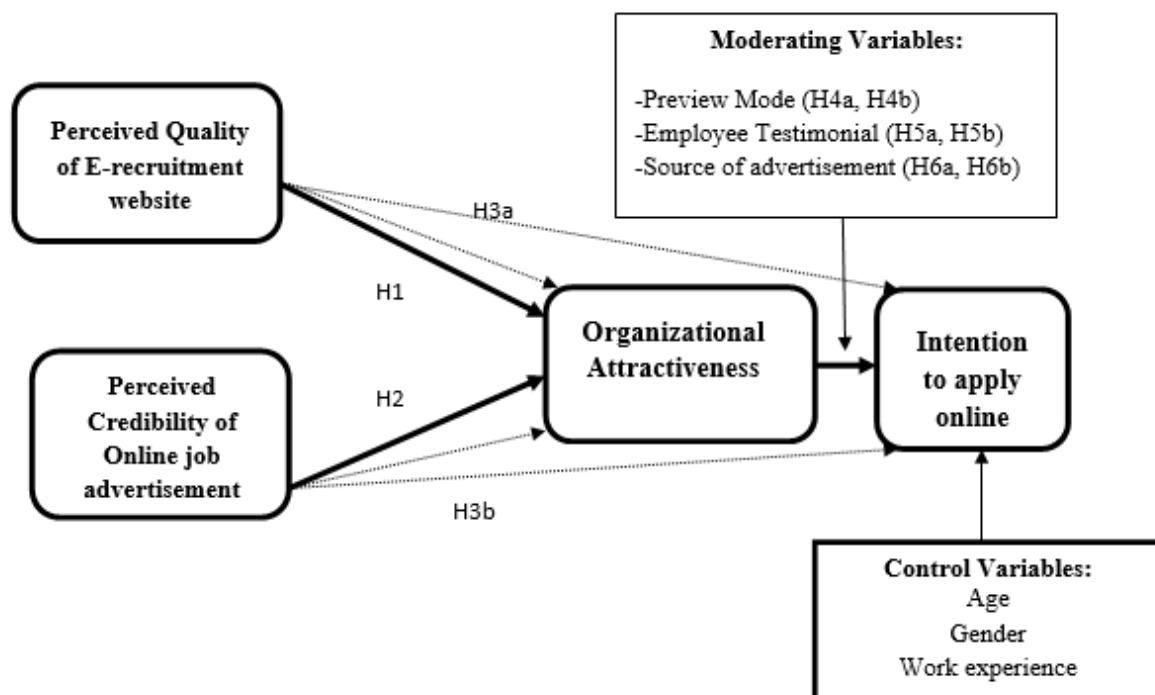 Moderating Variables:
-Preview Mode (H4a, H4b)
-Employee Testimonial (H5a, H5b)
-Source of advertisement (H6a, H6b)
Perceived Quality
of E-recruitment
website
H3a
H1
Organizational
Attractiveness
Intention
to apply
online
Perceived
Credibility of
Online job
advertisement
H2
H3b
Control Variables:
Age
Gender
Work experience